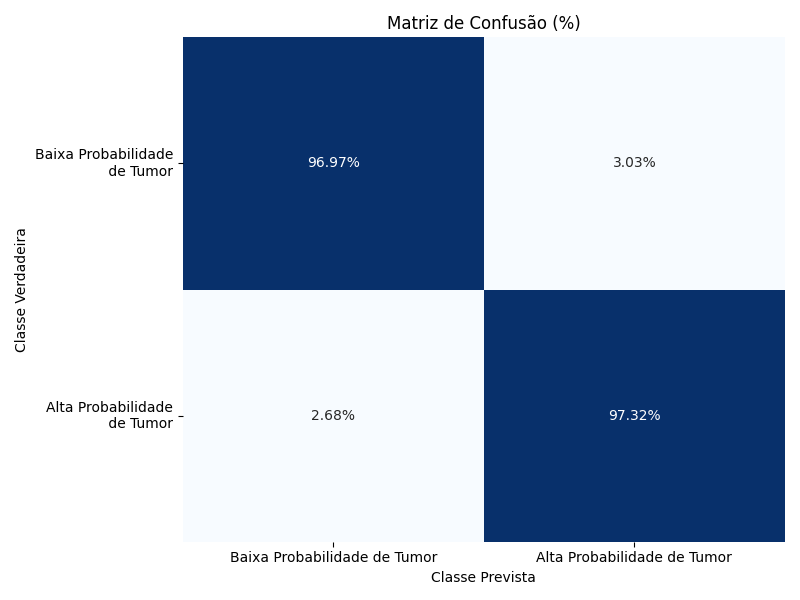 Matriz de Confusão (%)
Baixa Probabilidade
de Tumor
96.97%
3.03%
Classe Verdadeira
Alta Probabilidade
de Tumor
2.68%
97.32%
Baixa Probabilidade de Tumor
Alta Probabilidade de Tumor
Classe Prevista